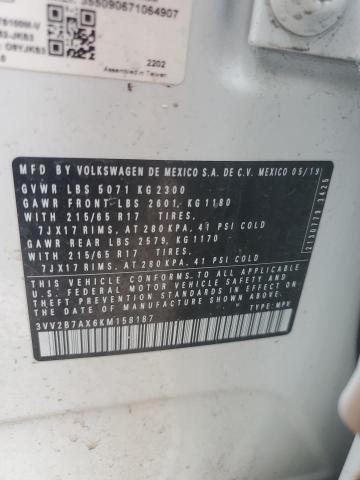 355090671064907
2202
Assembled in Taiwan
MFD BY VOLKSWAGEN DE MEXICO S.A. DE C.V. MEXICO 05/19
GVWR LBS 5071 KG 2300
GAWR FRONT LBS 2601, KG 1180
WITH 215/65 R17 TIRES,
7JX17 RIMS, AT 280 KPA, 41 PSI COLD
GAWR REAR LBS 2579, KG 1170
WITH 215/65 R17 TIRES,
7JX17 RIMS, AT 280 KPA, 41 PSI COLD
THIS VEHICLE CONFORMS TO ALL APPLICABLE
U.S. FEDERAL MOTOR VEHICLE SAFETY, BUMPER, AND
THEFT PREVENTION STANDARDS IN EFFECT ON THE
DATE OF MANUFACTURE SHOWN ABOVE.
3VV2B7AX6KM158187
TYPE: MPV
2130773 3425